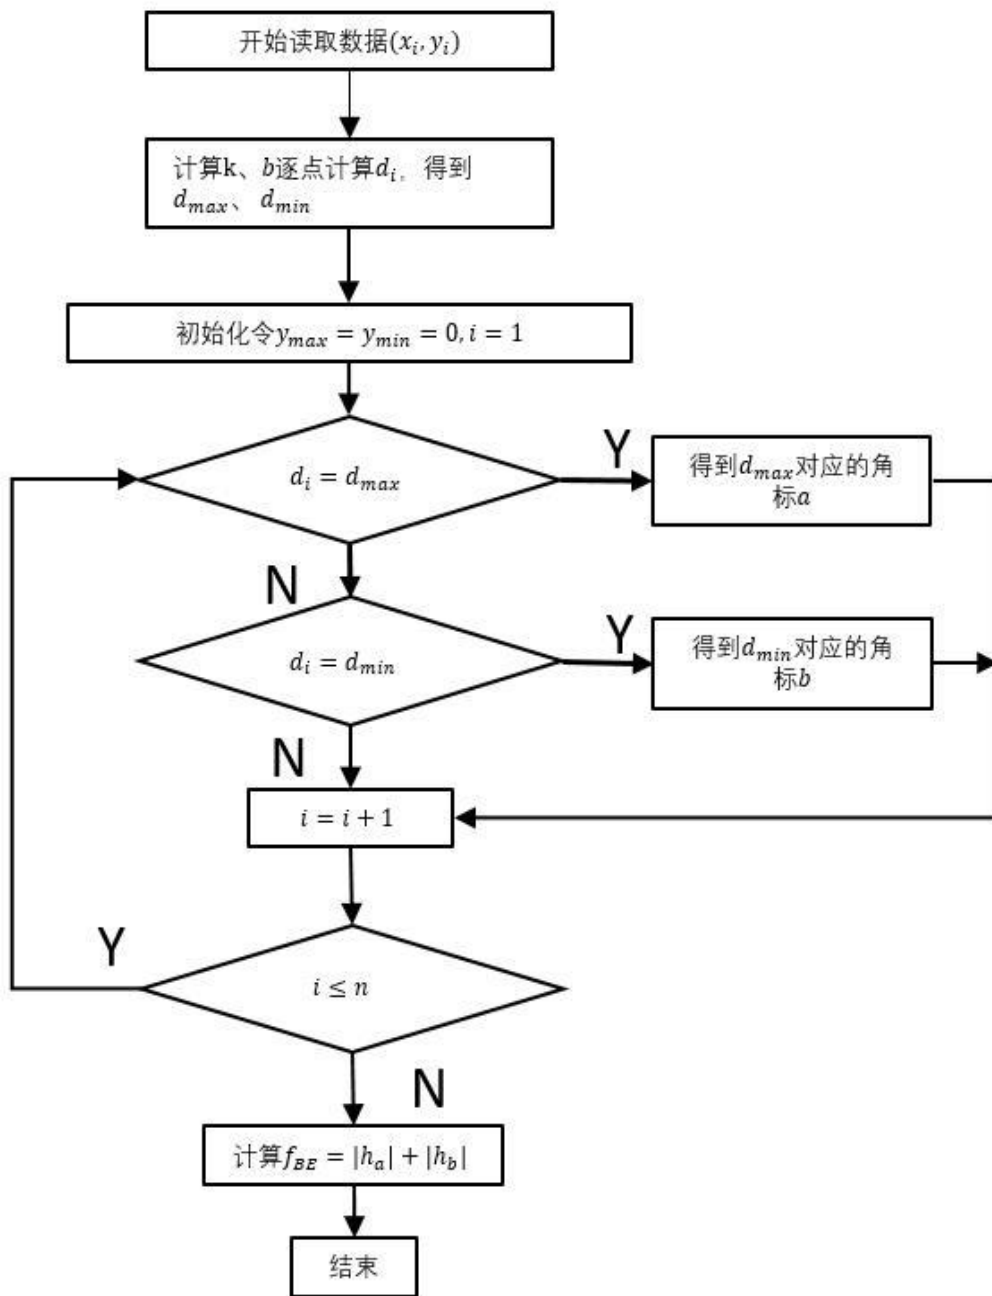 开始读取数据(xᵢ, yᵢ)
计算k、b逐点计算dᵢ,得到
d_max、 d_min
初始化令y_max = y_min = 0, i = 1
dᵢ = d_max
Y
得到d_max对应的角
标a
N
dᵢ = d_min
Y
得到d_min对应的角
标b
N
i = i + 1
Y
i ≤ n
N
计算f_BE = |h_a| + |h_b|
结束